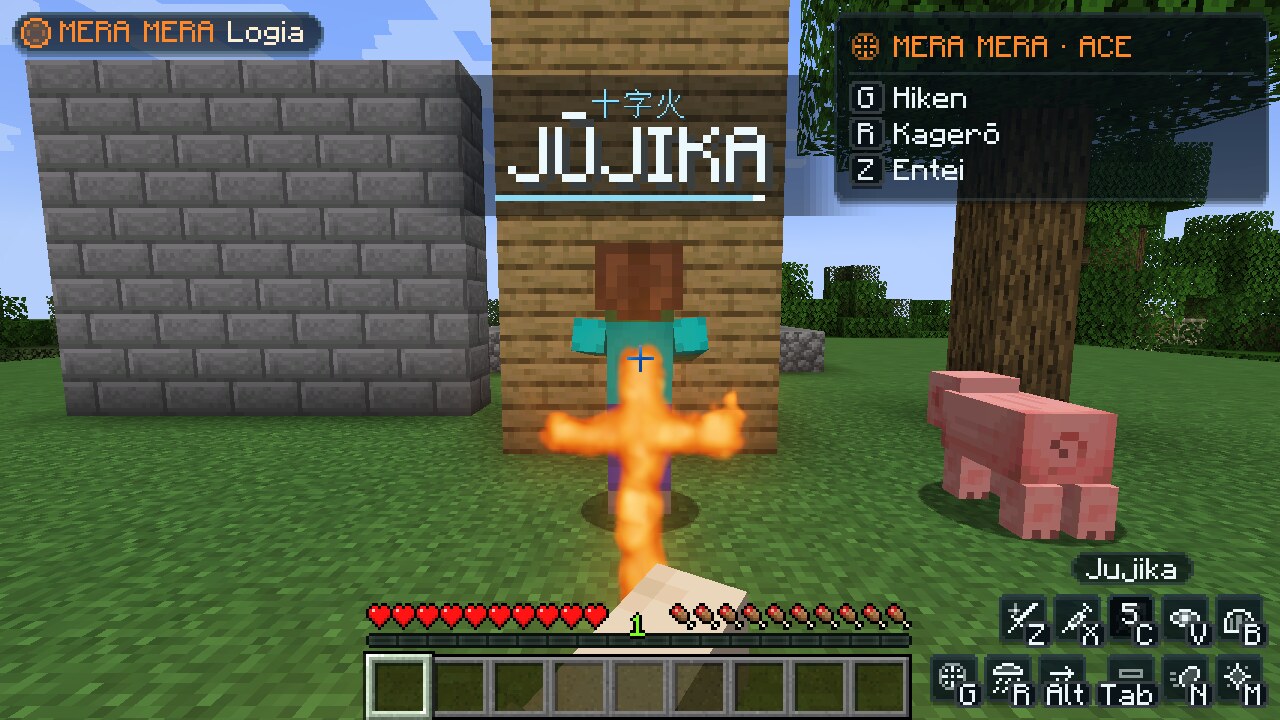 MERA MERA Logia
MERA MERA · ACE
G Hiken
R Kagerō
Z Entei
十字火
JŪJIKA
Jujika
1
Z X 5 C V B
G R Alt Tab N M